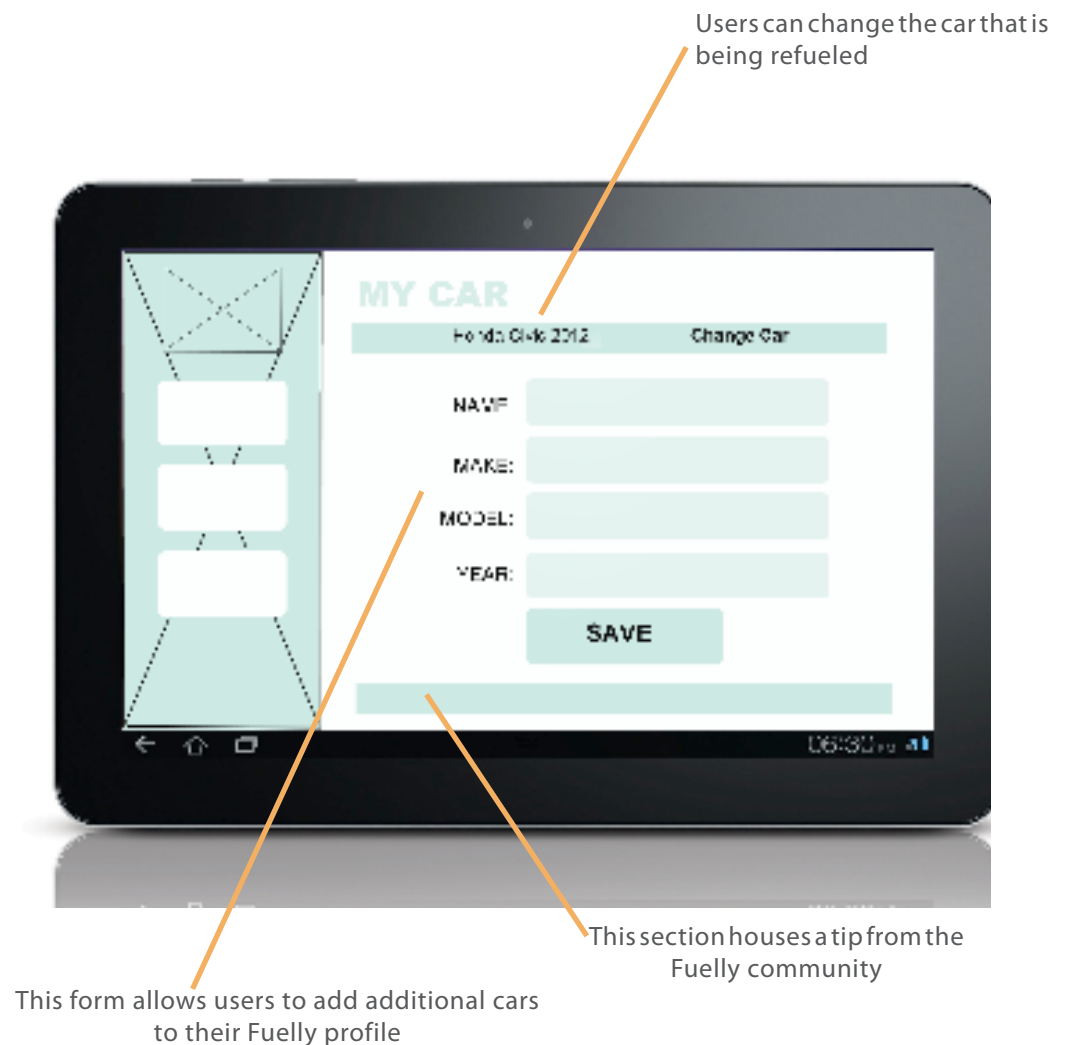 Users can change the car that is
being refueled
MY CAR
Honda Civic 2012 Change Car
NAME
MAKE:
MODEL:
YEAR:
SAVE
06:30
This section houses a tip from the
Fuelly community
This form allows users to add additional cars
to their Fuelly profile